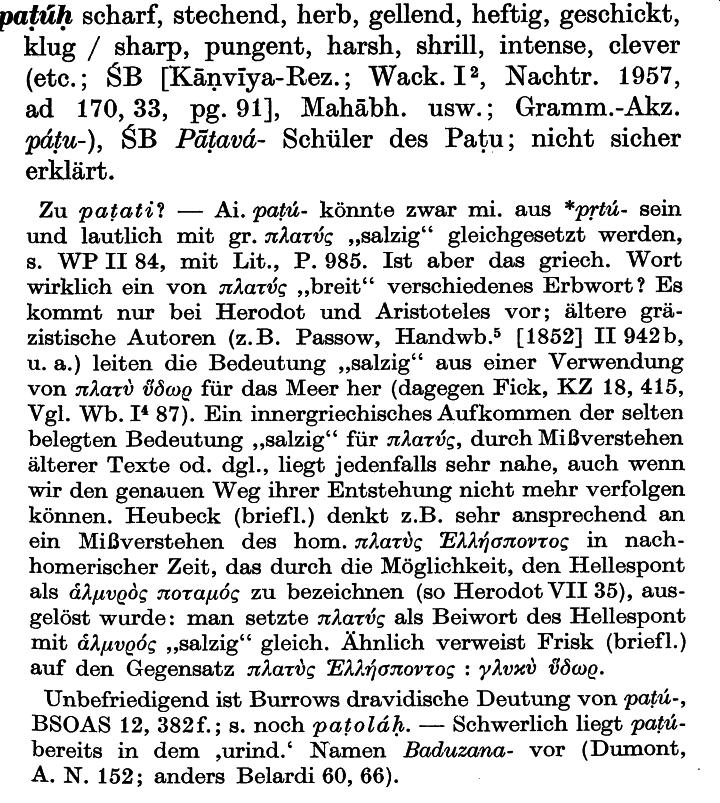 paṭúḥ scharf, stechend, herb, gellend, heftig, geschickt,
klug / sharp, pungent, harsh, shrill, intense, clever
(etc.; ŚB [Kāṇvīya-Rez.; Wack. I², Nachtr. 1957,
ad 170, 33, pg. 91], Mahābh. usw.; Gramm.-Akz.
páṭu-), ŚB Pāṭavá- Schüler des Paṭu; nicht sicher
erklärt.
Zu paṭati? — Ai. paṭú- könnte zwar mi. aus *pṛtú- sein
und lautlich mit gr. πλατύς „salzig“ gleichgesetzt werden,
s. WP II 84, mit Lit., P. 985. Ist aber das griech. Wort
wirklich ein von πλατύς „breit“ verschiedenes Erbwort? Es
kommt nur bei Herodot und Aristoteles vor; ältere grä-
zistische Autoren (z.B. Passow, Handwb.⁵ [1852] II 942b,
u. a.) leiten die Bedeutung „salzig“ aus einer Verwendung
von πλατὺ ὕδωρ für das Meer her (dagegen Fick, KZ 18, 415,
Vgl. Wb. I⁴ 87). Ein innergriechisches Aufkommen der selten
belegten Bedeutung „salzig“ für πλατύς, durch Mißverstehen
älterer Texte od. dgl., liegt jedenfalls sehr nahe, auch wenn
wir den genauen Weg ihrer Entstehung nicht mehr verfolgen
können. Heubeck (briefl.) denkt z.B. sehr ansprechend an
ein Mißverstehen des hom. πλατὺς Ἑλλήσποντος in nach-
homerischer Zeit, das durch die Möglichkeit, den Hellespont
als ἁλμυρὸς ποταμός zu bezeichnen (so Herodot VII 35), aus-
gelöst wurde: man setzte πλατύς als Beiwort des Hellespont
mit ἁλμυρός „salzig“ gleich. Ähnlich verweist Frisk (briefl.)
auf den Gegensatz πλατὺς Ἑλλήσποντος : γλυκὺ ὕδωρ.
Unbefriedigend ist Burrows dravidische Deutung von paṭú-,
BSOAS 12, 382f.; s. noch paṭoláḥ. — Schwerlich liegt paṭú-
bereits in dem ‚urind.‘ Namen Baduzana- vor (Dumont,
A. N. 152; anders Belardi 60, 66).